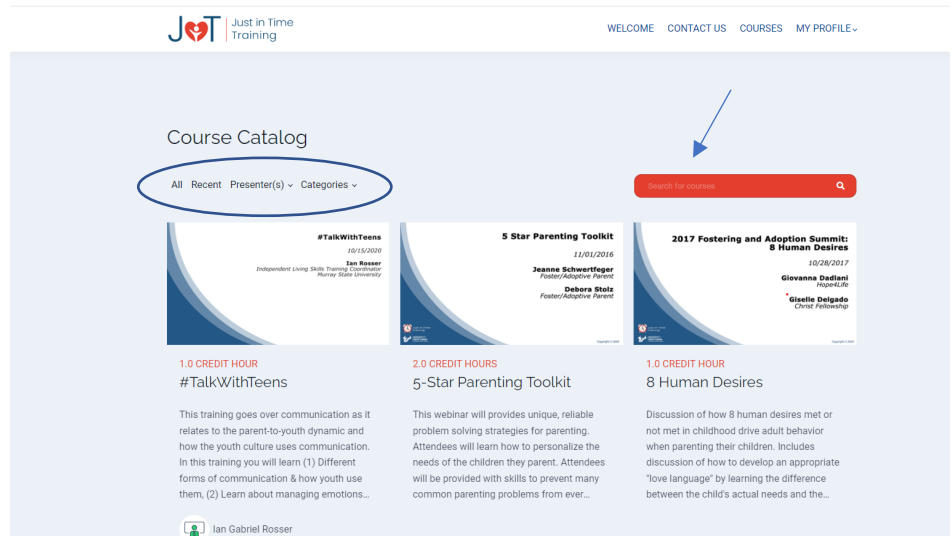 JT Just in Time
Training
WELCOME CONTACT US COURSES MY PROFILE
Course Catalog
All Recent Presenter(s) Categories
Search for courses
#TalkWithTeens
10/15/2020
Ian Rosser
Independent Living Skills Training Coordinator
Murray State University
5 Star Parenting Toolkit
11/01/2016
Jeanne Schwertfeger
Foster/Adoptive Parent
Debora Stolz
Foster/Adoptive Parent
2017 Fostering and Adoption Summit:
8 Human Desires
10/28/2017
Giovanna Dadlani
Hope4Life
Giselle Delgado
Christ Fellowship
1.0 CREDIT HOUR
#TalkWithTeens
This training goes over communication as it
relates to the parent-to-youth dynamic and
how the youth culture uses communication.
In this training you will learn (1) Different
forms of communication & how youth use
them, (2) Learn about managing emotions...
Ian Gabriel Rosser
2.0 CREDIT HOURS
5-Star Parenting Toolkit
This webinar will provides unique, reliable
problem solving strategies for parenting.
Attendees will learn how to personalize the
needs of the children they parent. Attendees
will be provided with skills to prevent many
common parenting problems from ever...
1.0 CREDIT HOUR
8 Human Desires
Discussion of how 8 human desires met or
not met in childhood drive adult behavior
when parenting their children. Includes
discussion of how to develop an appropriate
"love language" by learning the difference
between the child's actual needs and the...